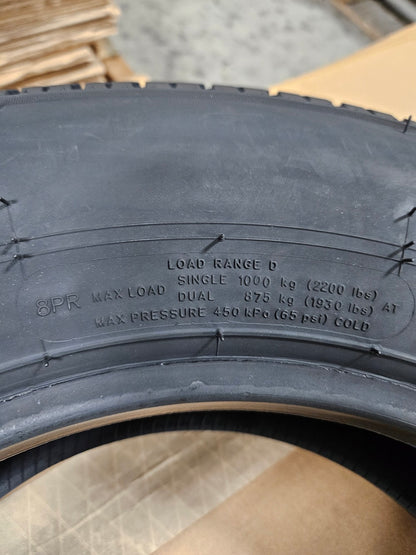 LOAD RANGE D
SINGLE 1000 kg (2200 lbs)
8PR MAX LOAD AT
DUAL 875 kg (1930 lbs)
MAX PRESSURE 450 kPa (65 psi) COLD